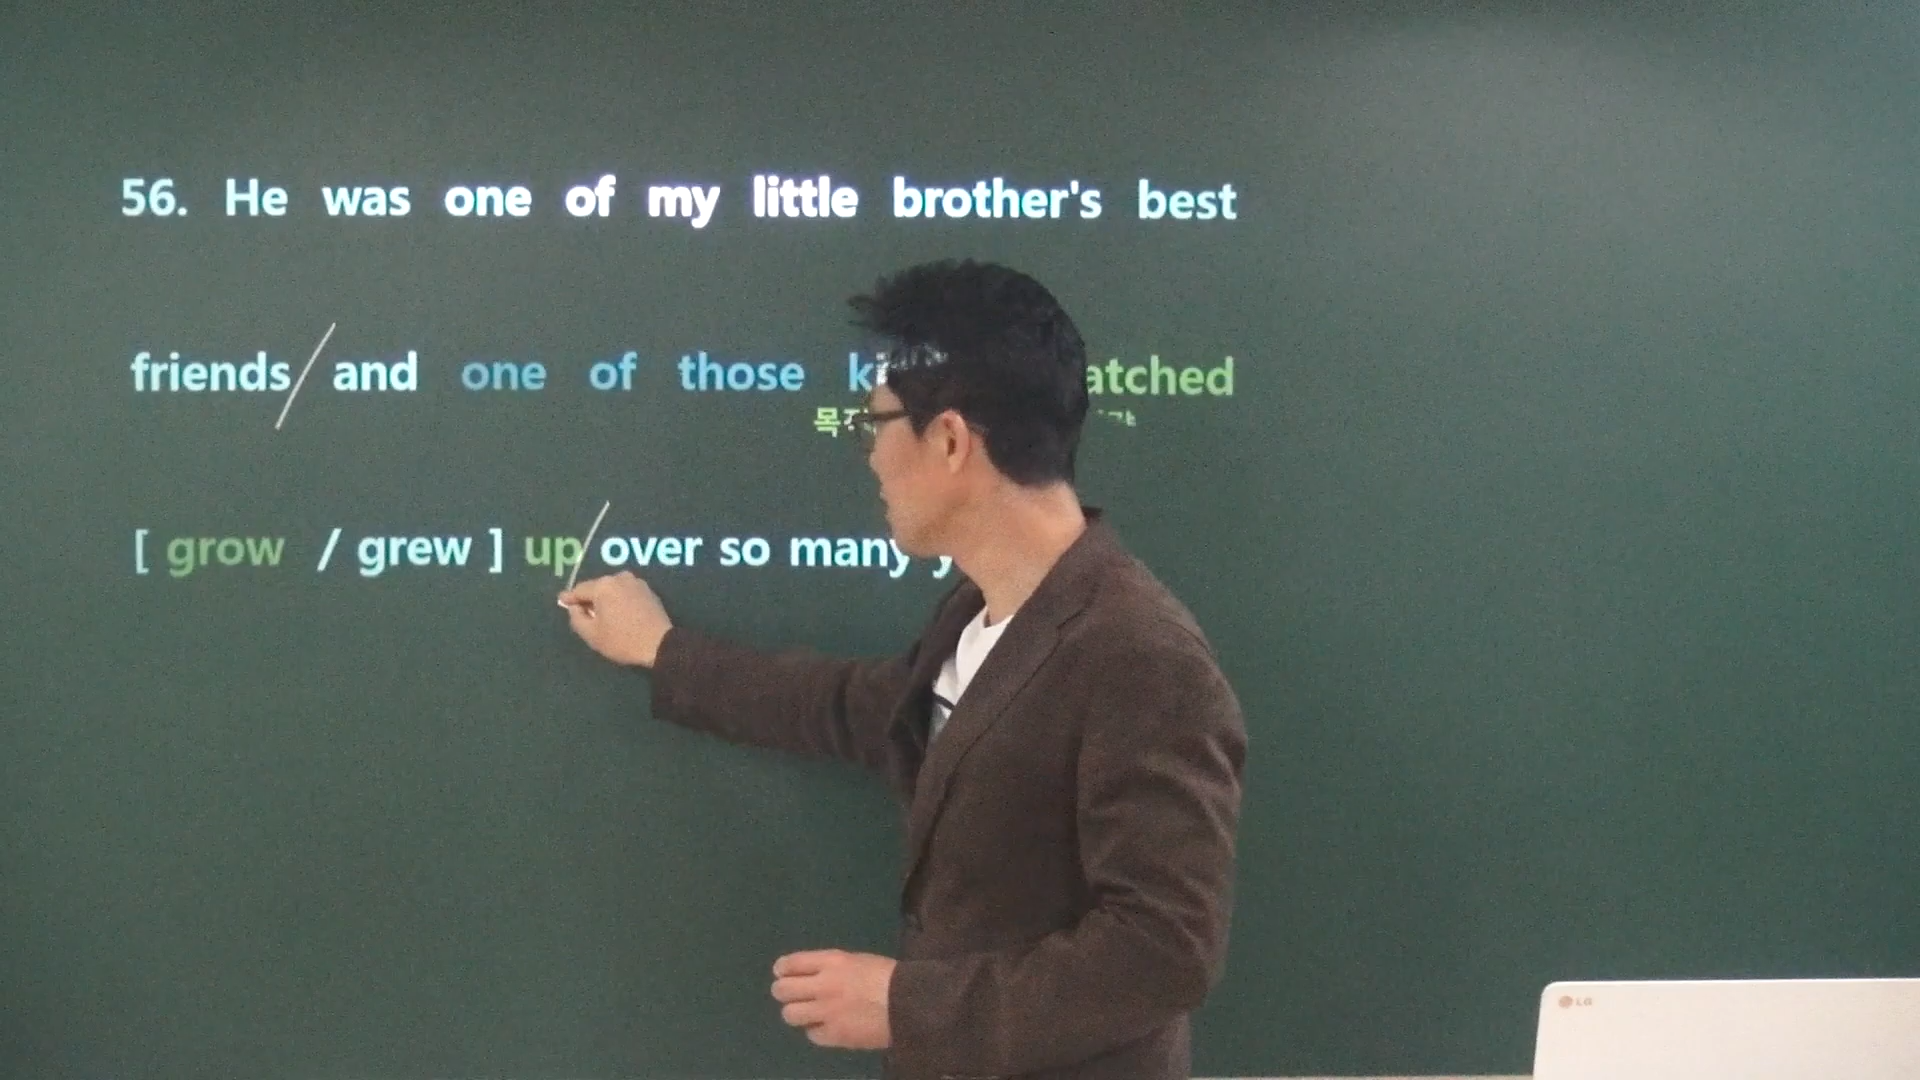 56. He was one of my little brother's best
friends / and one of those
[ grow / grew ] up / over so many
LG